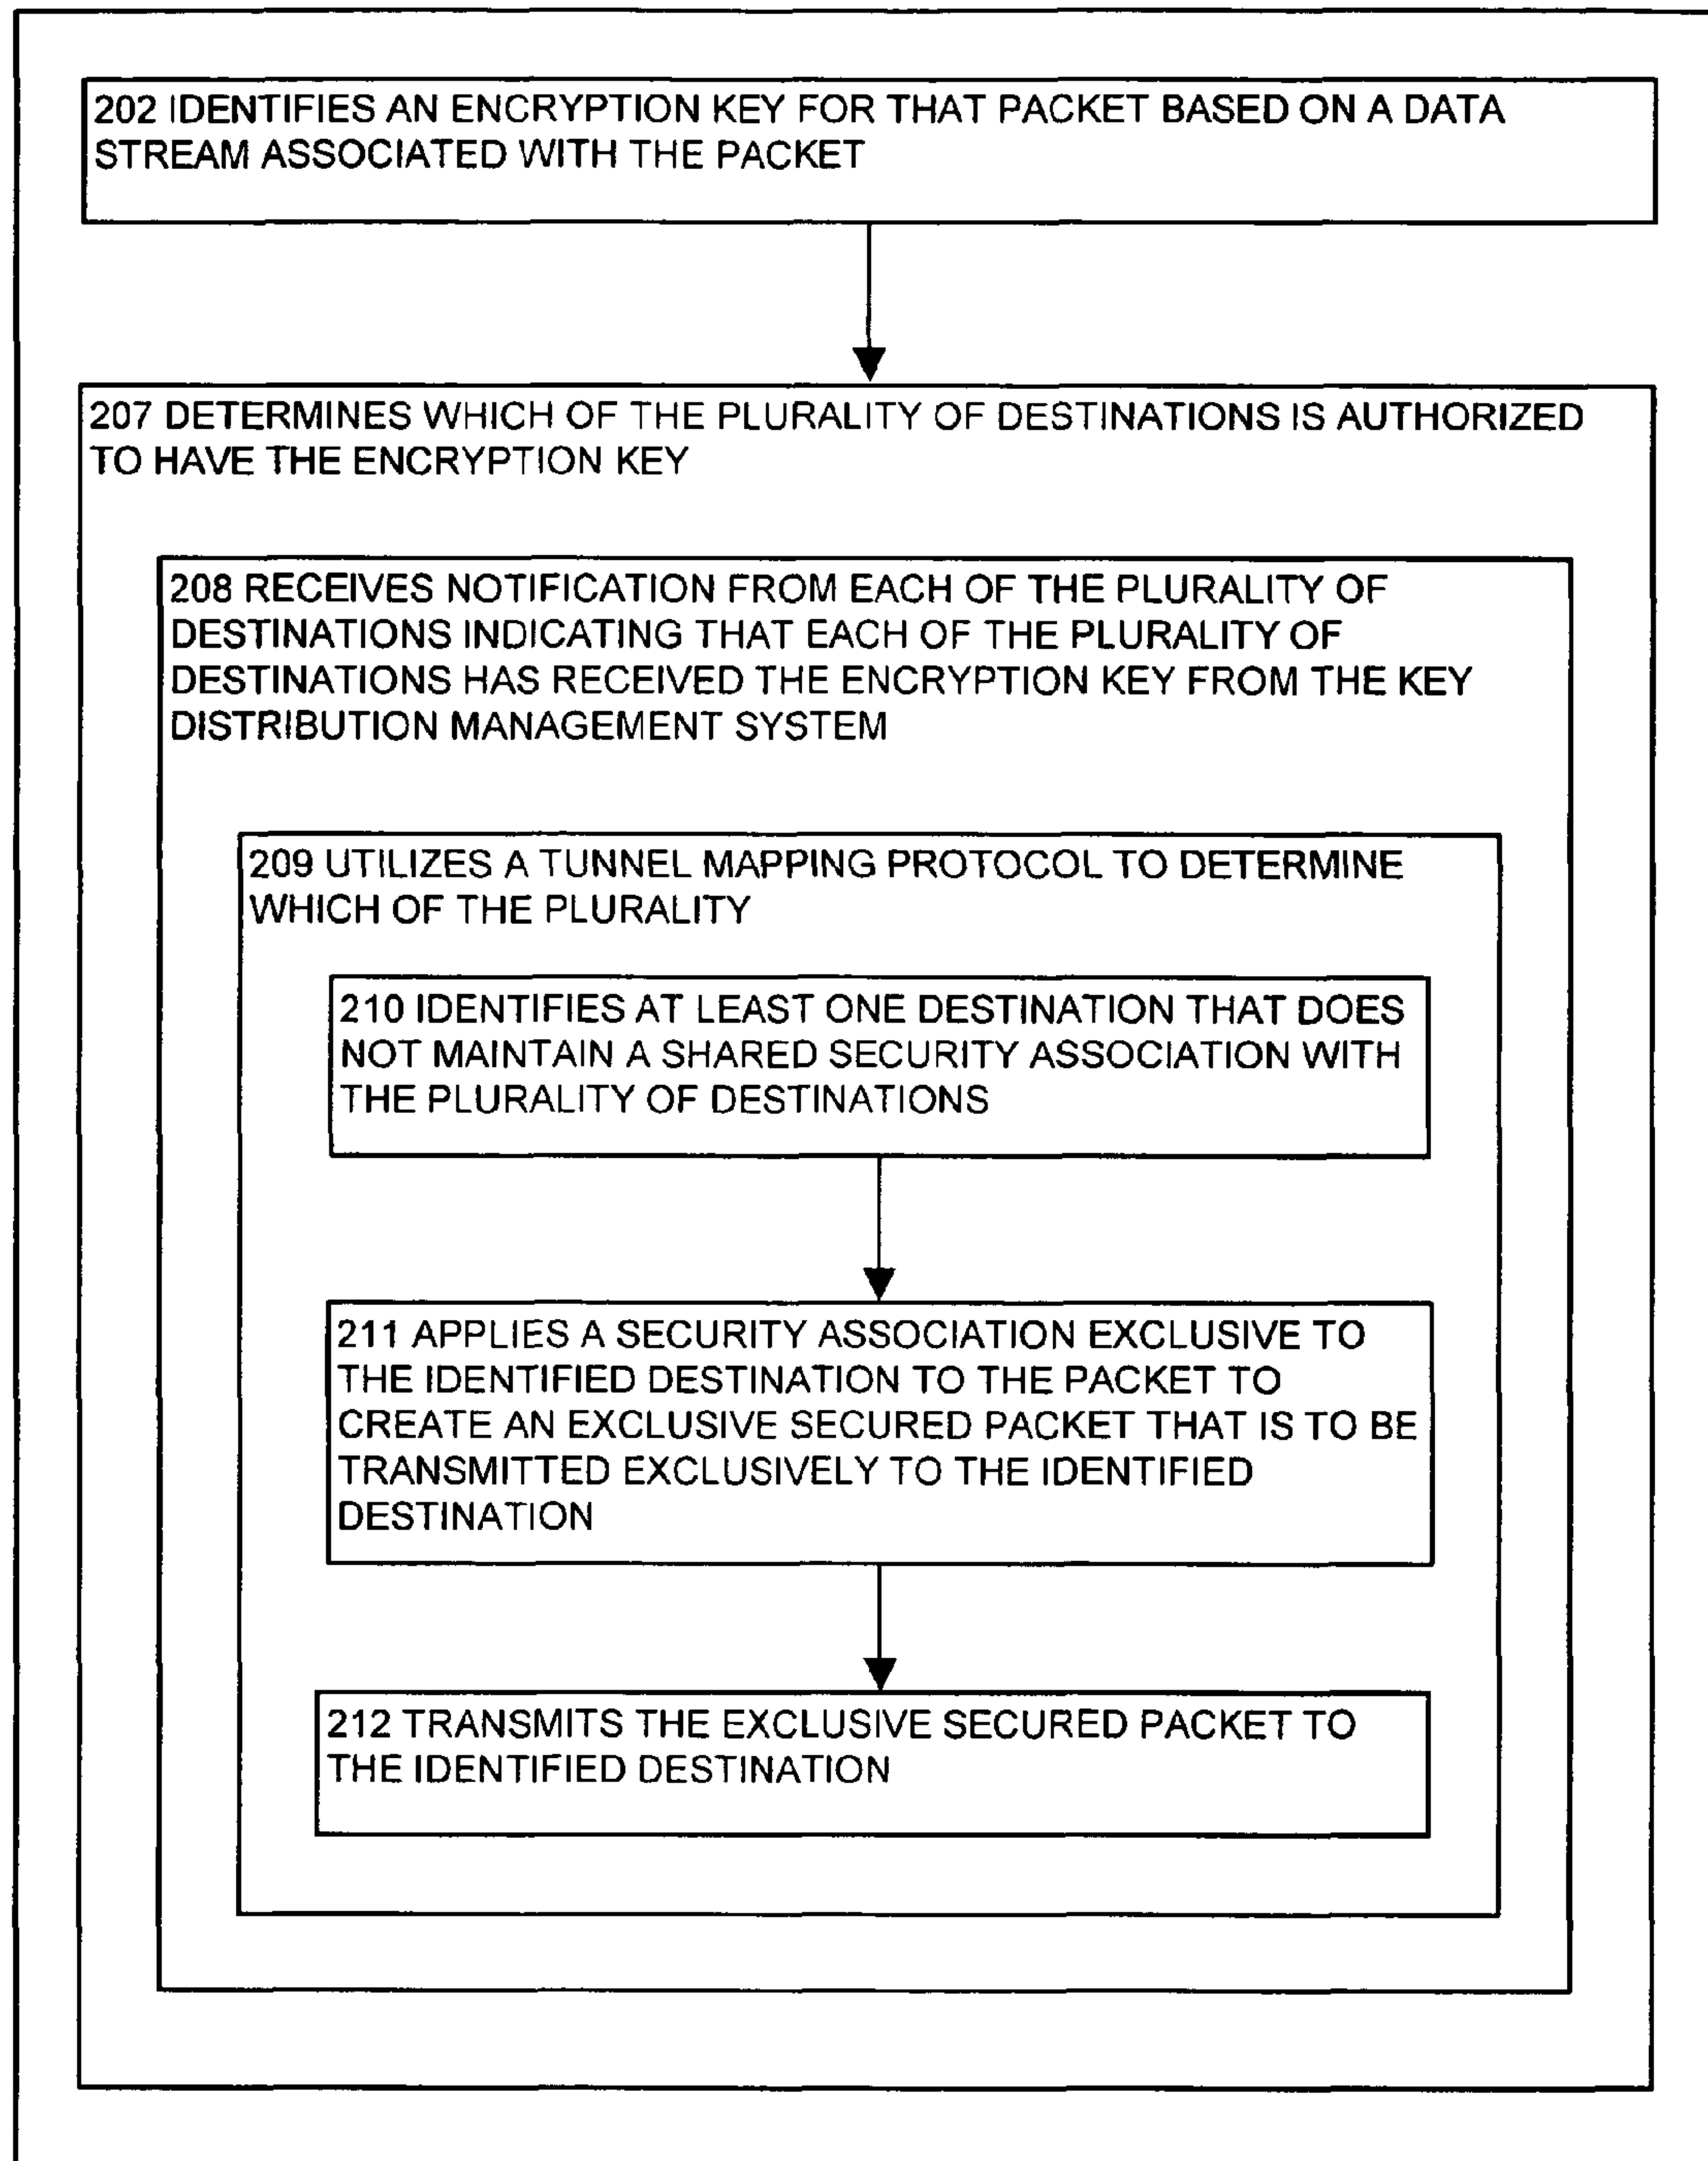 202 IDENTIFIES AN ENCRYPTION KEY FOR THAT PACKET BASED ON A DATA
STREAM ASSOCIATED WITH THE PACKET
207 DETERMINES WHICH OF THE PLURALITY OF DESTINATIONS IS AUTHORIZED
TO HAVE THE ENCRYPTION KEY
208 RECEIVES NOTIFICATION FROM EACH OF THE PLURALITY OF
DESTINATIONS INDICATING THAT EACH OF THE PLURALITY OF
DESTINATIONS HAS RECEIVED THE ENCRYPTION KEY FROM THE KEY
DISTRIBUTION MANAGEMENT SYSTEM
209 UTILIZES A TUNNEL MAPPING PROTOCOL TO DETERMINE
WHICH OF THE PLURALITY
210 IDENTIFIES AT LEAST ONE DESTINATION THAT DOES
NOT MAINTAIN A SHARED SECURITY ASSOCIATION WITH
THE PLURALITY OF DESTINATIONS
211 APPLIES A SECURITY ASSOCIATION EXCLUSIVE TO
THE IDENTIFIED DESTINATION TO THE PACKET TO
CREATE AN EXCLUSIVE SECURED PACKET THAT IS TO BE
TRANSMITTED EXCLUSIVELY TO THE IDENTIFIED
DESTINATION
212 TRANSMITS THE EXCLUSIVE SECURED PACKET TO
THE IDENTIFIED DESTINATION